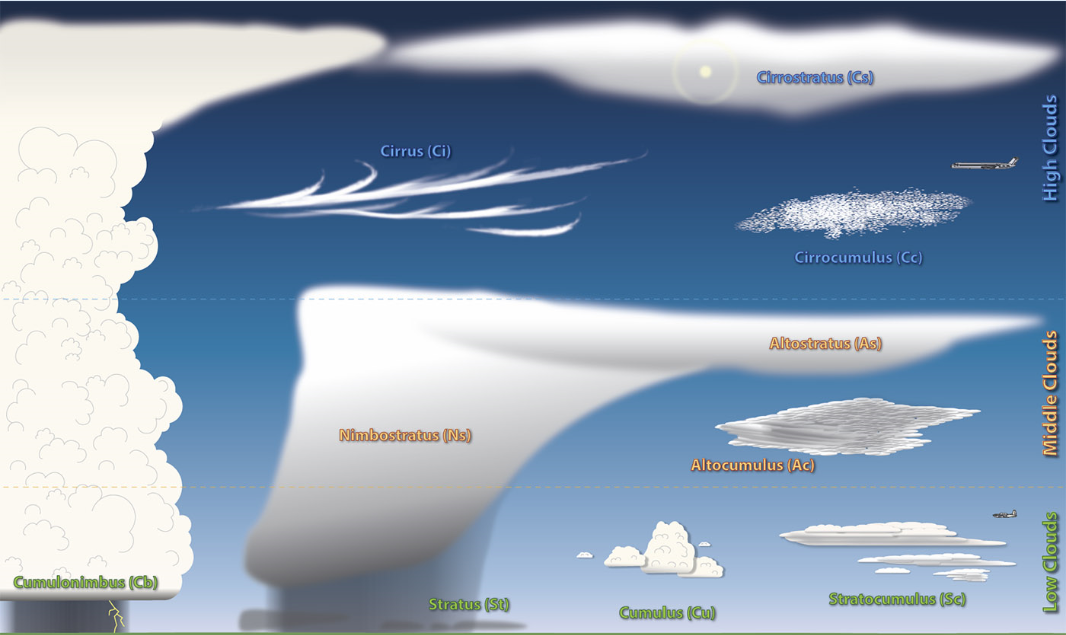 Cirrostratus (Cs)
Cirrus (Ci)
High Clouds
Cirrocumulus (Cc)
Altostratus (As)
Middle Clouds
Nimbostratus (Ns)
Altocumulus (Ac)
Low Clouds
Cumulonimbus (Cb)
Stratus (St)
Cumulus (Cu)
Stratocumulus (Sc)